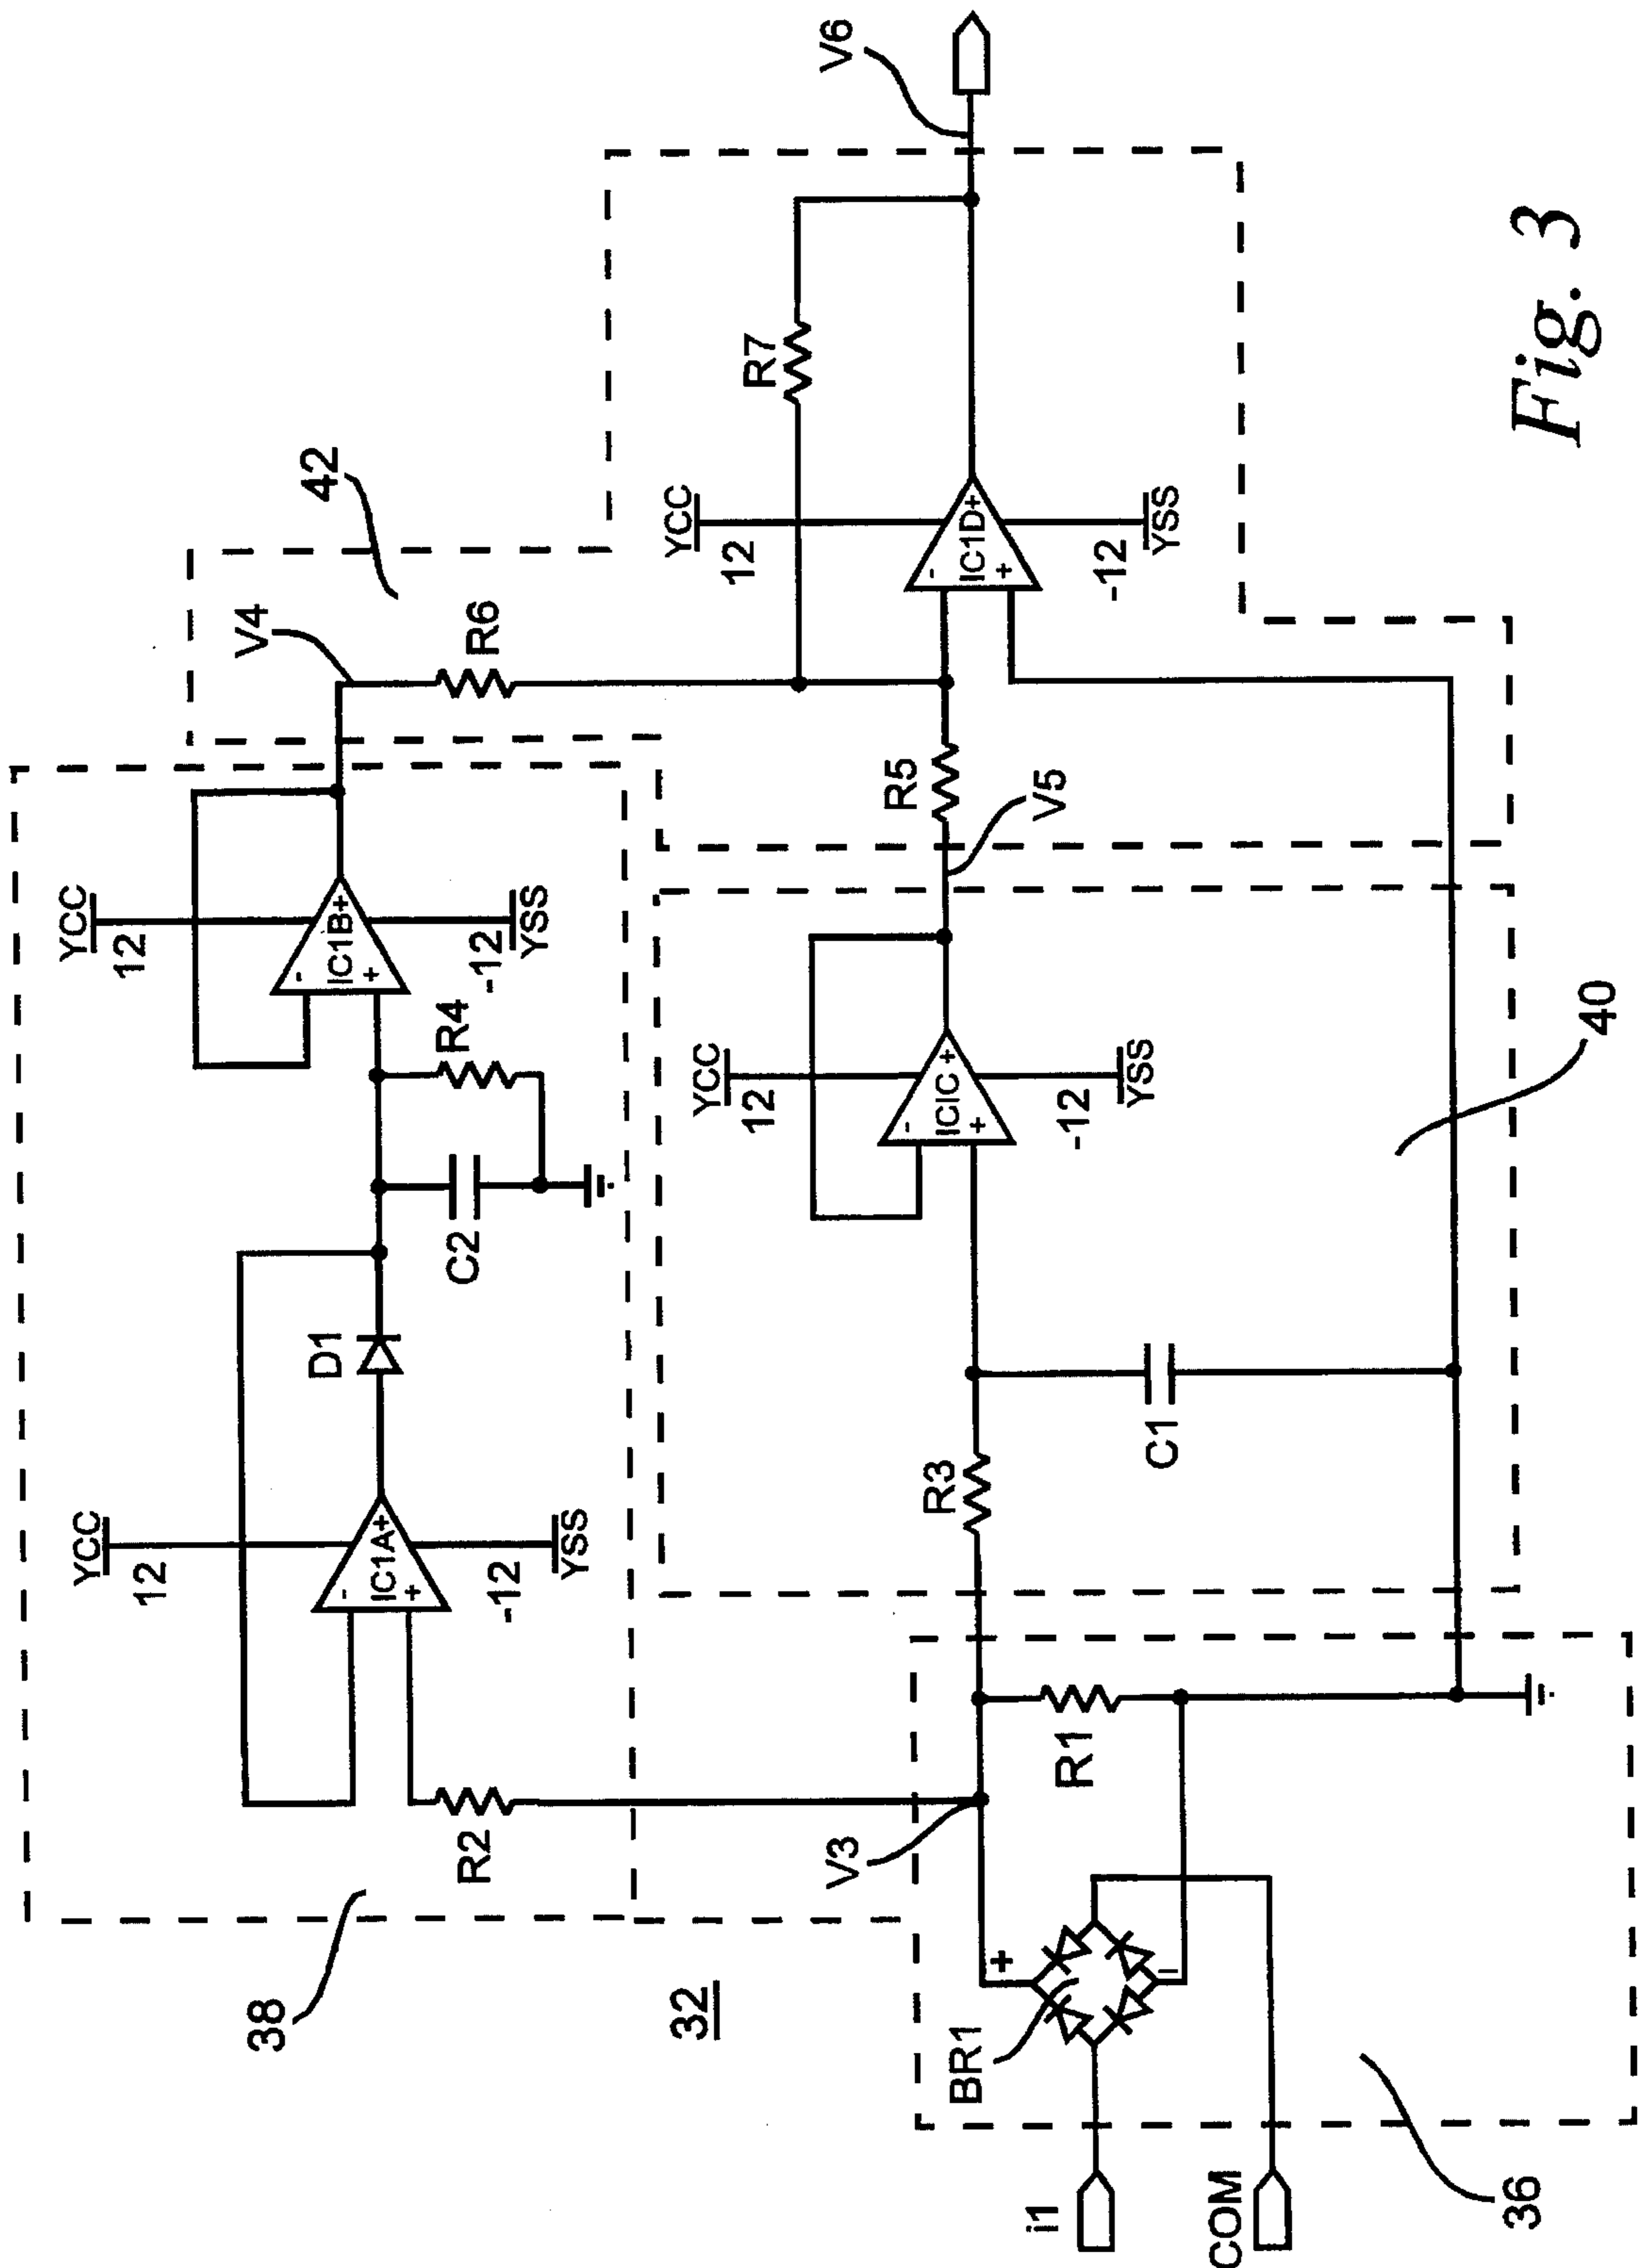 38
32
36
40
42
YCC
12
IC1A+
-
+
-12
YSS
D1
C2
R4
YCC
12
IC1B+
-
+
-12
YSS
V4
R6
R2
V3
i1
COM
BR1
+
-
R1
R3
C1
YCC
12
ICIC
+
-
+
-12
YSS
V5
R5
R7
YCC
12
IC1D+
-
+
-12
YSS
V6
Fig. 3